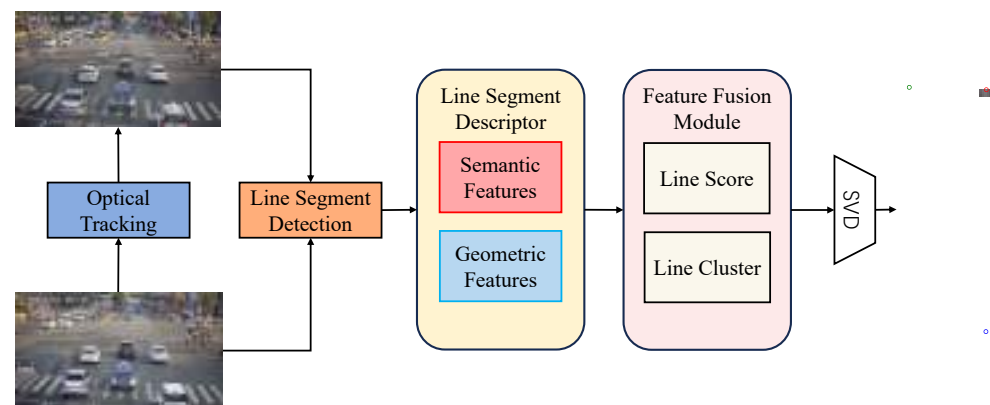 Optical
Tracking
Line Segment
Detection
Line Segment
Descriptor
Semantic
Features
Geometric
Features
Feature Fusion
Module
Line Score
Line Cluster
SVD